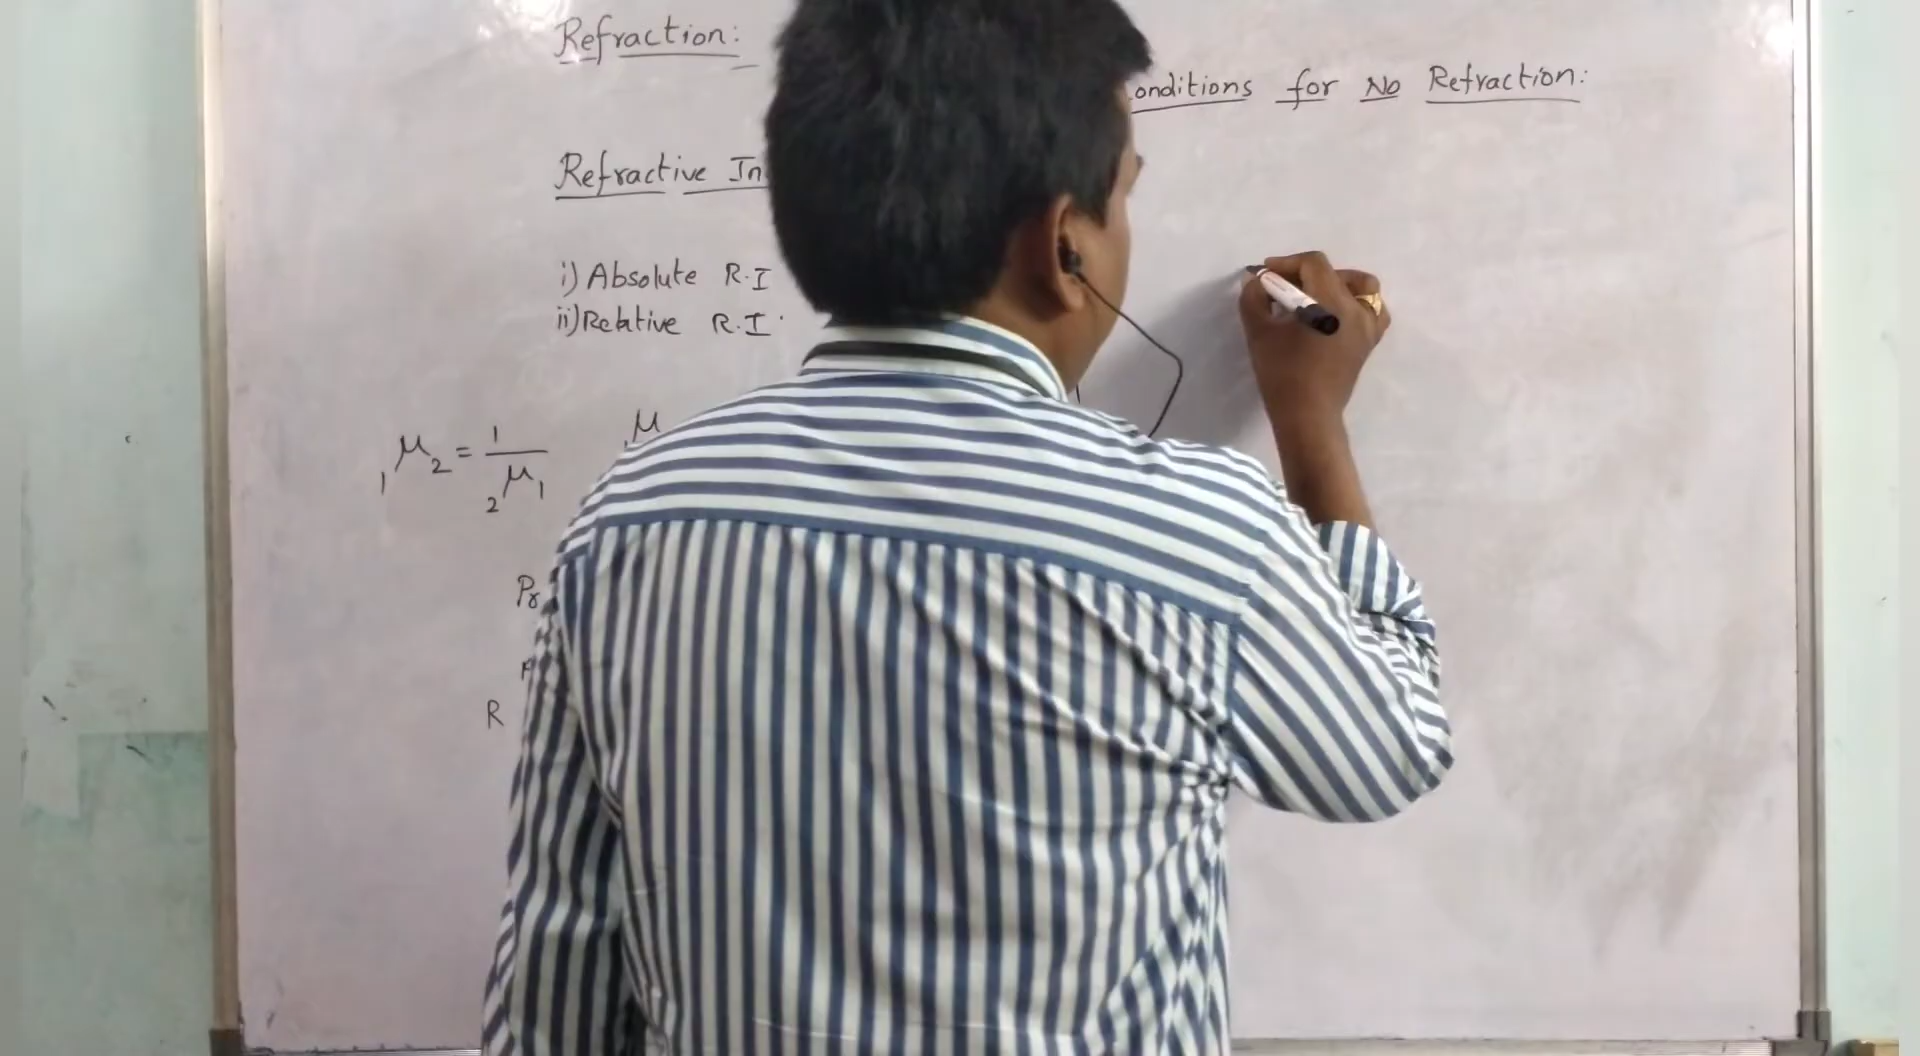 Refraction:
onditions for No Refraction:
Refractive In
i) Absolute R.I
ii) Relative R.I.
₁μ₂ = 1/₂μ₁
μ
Pr
R